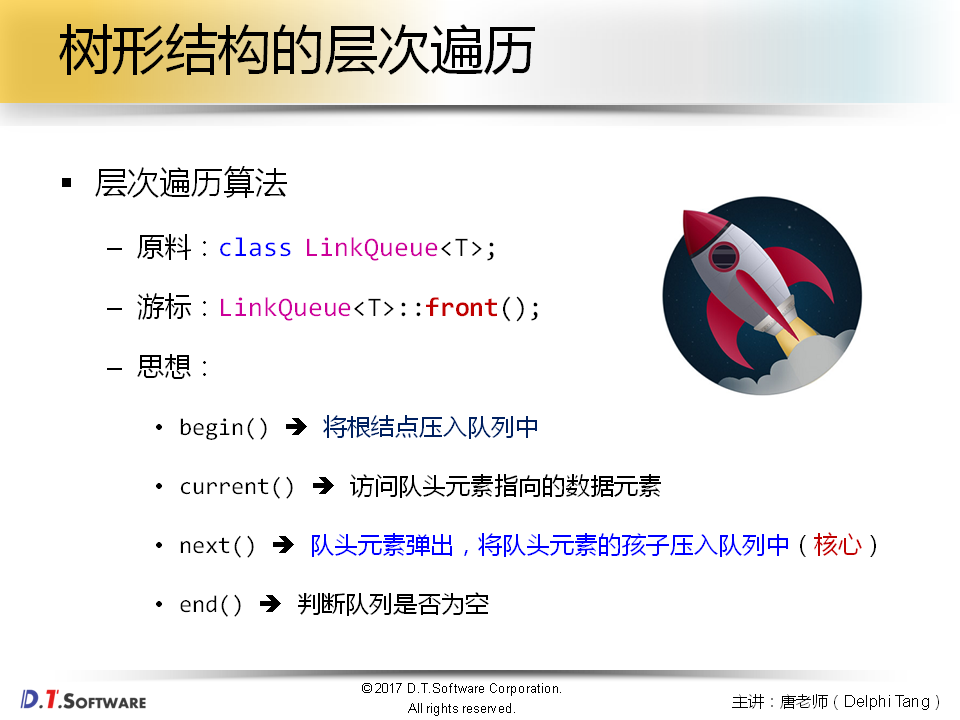 树形结构的层次遍历
▪ 层次遍历算法
– 原料：class LinkQueue<T>;
– 游标：LinkQueue<T>::front();
– 思想：
• begin() ➔ 将根结点压入队列中
• current() ➔ 访问队头元素指向的数据元素
• next() ➔ 队头元素弹出，将队头元素的孩子压入队列中（核心）
• end() ➔ 判断队列是否为空
D.T.SOFTWARE
©2017 D.T.Software Corporation.
All rights reserved.
主讲：唐老师（Delphi Tang）